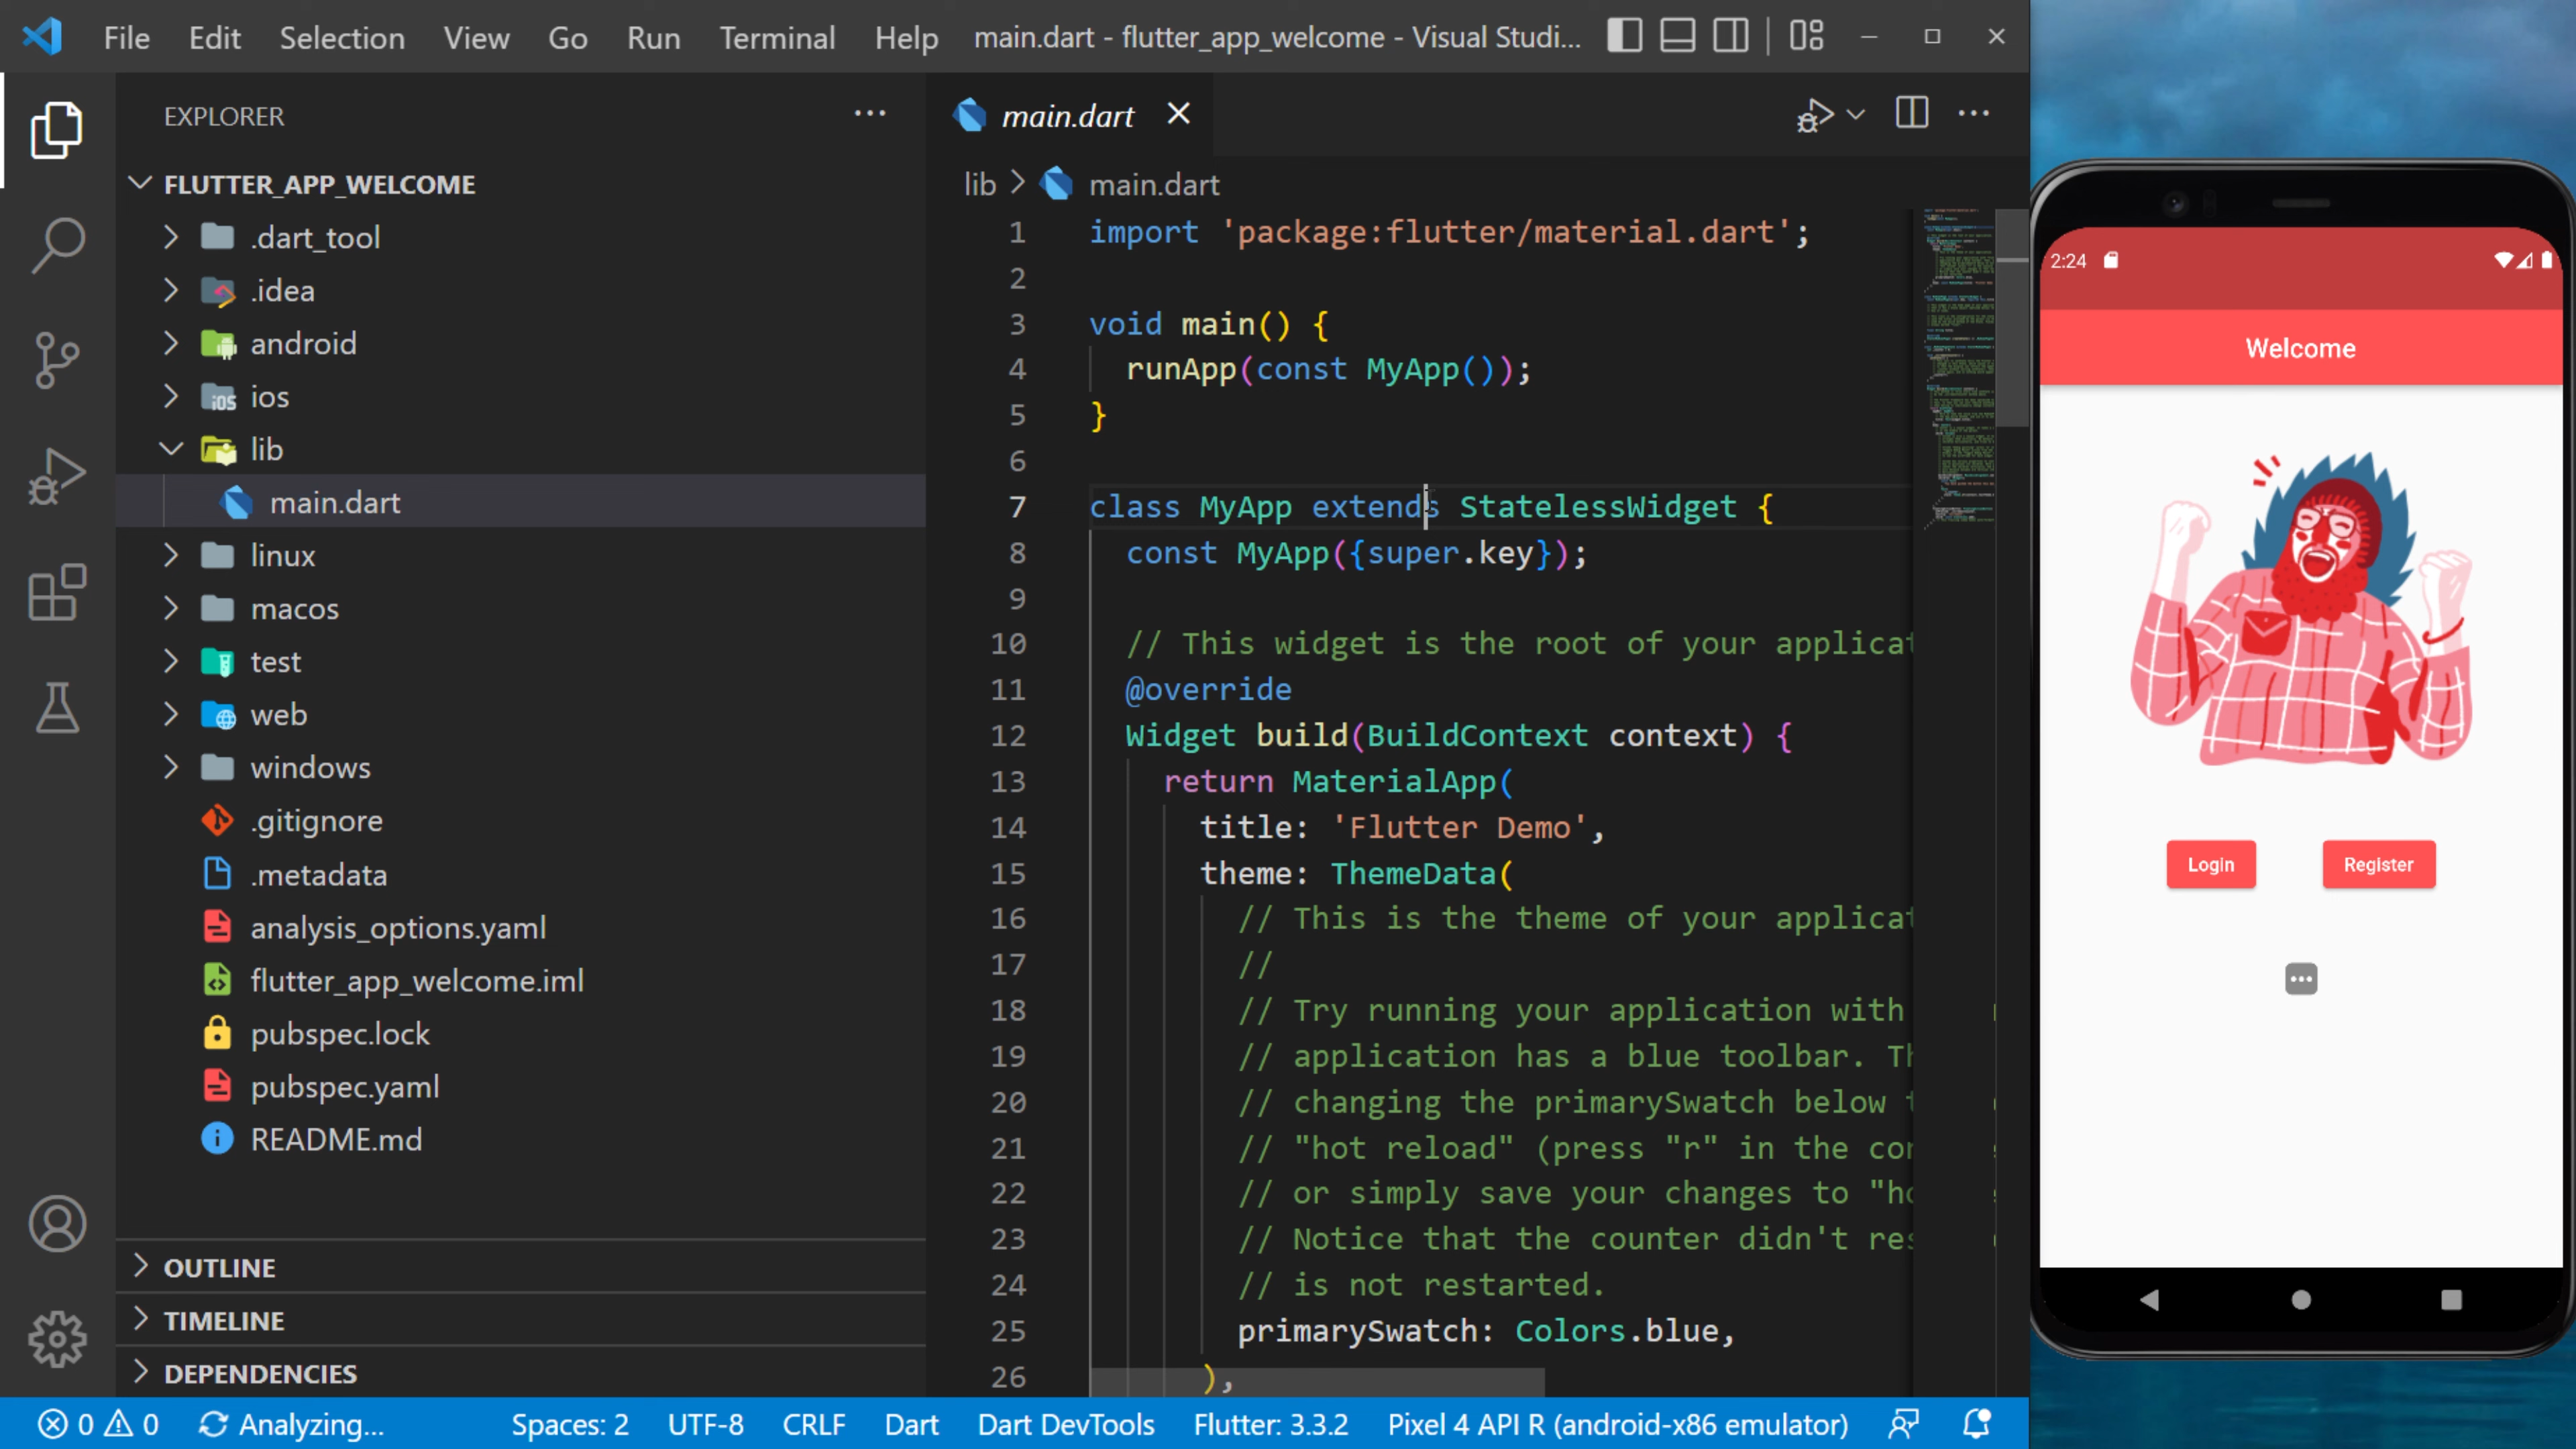 File Edit Selection View Go Run Terminal Help main.dart - flutter_app_welcome - Visual Studi...
EXPLORER
FLUTTER_APP_WELCOME
.dart_tool
.idea
android
ios
lib
main.dart
linux
macos
test
web
windows
.gitignore
.metadata
analysis_options.yaml
flutter_app_welcome.iml
pubspec.lock
pubspec.yaml
README.md
OUTLINE
TIMELINE
DEPENDENCIES
main.dart
lib > main.dart
1 import 'package:flutter/material.dart';
2
3 void main() {
4 runApp(const MyApp());
5 }
6
7 class MyApp extends StatelessWidget {
8 const MyApp({super.key});
9
10 // This widget is the root of your applicat
11 @override
12 Widget build(BuildContext context) {
13 return MaterialApp(
14 title: 'Flutter Demo',
15 theme: ThemeData(
16 // This is the theme of your applicat
17 //
18 // Try running your application with
19 // application has a blue toolbar. Th
20 // changing the primarySwatch below t
21 // "hot reload" (press "r" in the con
22 // or simply save your changes to "ho
23 // Notice that the counter didn't res
24 // is not restarted.
25 primarySwatch: Colors.blue,
26 ),
0 0 Analyzing... Spaces: 2 UTF-8 CRLF Dart Dart DevTools Flutter: 3.3.2 Pixel 4 API R (android-x86 emulator)
2:24
Welcome
Login Register